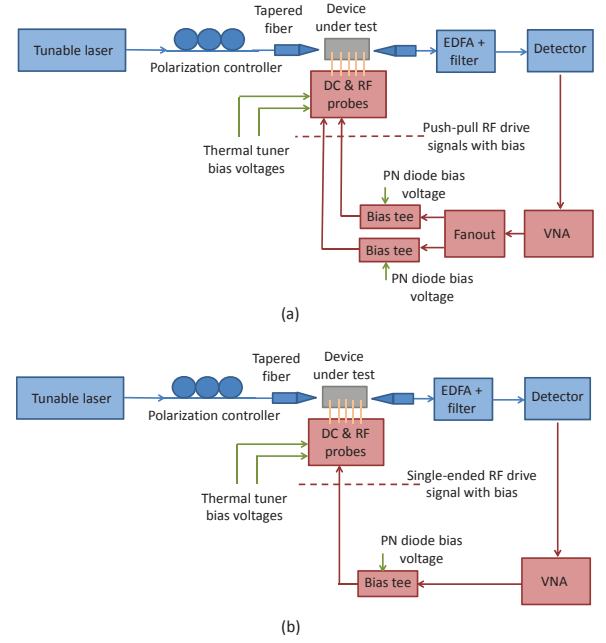 Tapered
fiber
Device
under test
EDFA +
filter
Tunable laser
Detector
Polarization controller
DC & RF
probes
Thermal tuner
bias voltages
Push-pull RF drive
signals with bias
PN diode bias
voltage
Bias tee
Fanout
VNA
Bias tee
PN diode bias
voltage
(a)
Tapered
fiber
Device
under test
EDFA +
filter
Tunable laser
Detector
Polarization controller
DC & RF
probes
Thermal tuner
bias voltages
Single-ended RF drive
signal with bias
PN diode bias
voltage
Bias tee
VNA
(b)